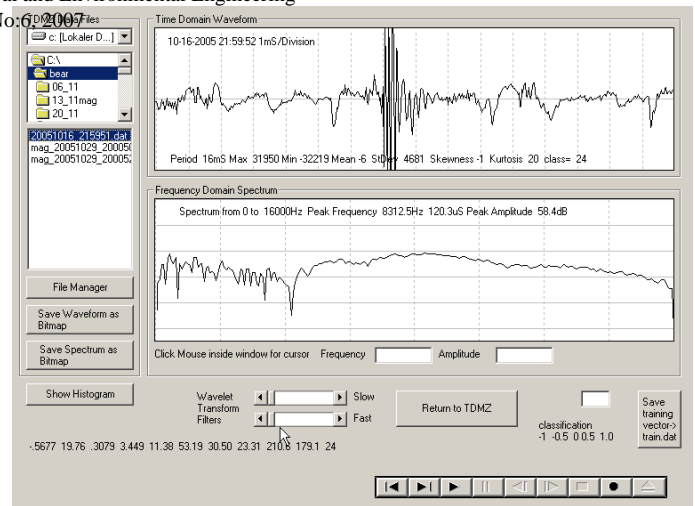 al and Environmental Engineering
No:6, 2007
TDMZ Data Files
c: [Lokaler D...]
C:\
bear
06_11
13_11mag
20_11
20051016_215951.dat
mag_20051029_20005
mag_20051029_20005
File Manager
Save Waveform as
Bitmap
Save Spectrum as
Bitmap
Show Histogram
Time Domain Waveform
10-16-2005 21:59:52 1mS/Division
Period 16mS Max 31950 Min -32219 Mean -6 StDev 4681 Skewness -1 Kurtosis 20 class= 24
Frequency Domain Spectrum
Spectrum from 0 to 16000Hz Peak Frequency 8312.5Hz 120.3uS Peak Amplitude 58.4dB
Click Mouse inside window for cursor Frequency Amplitude
Wavelet
Transform
Filters
Slow
Fast
Return to TDMZ
classification
-1 -0.5 0 0.5 1.0
Save
training
vector->
train.dat
-.5677 19.76 .3079 3.449 11.38 53.19 30.50 23.31 210.6 179.1 24